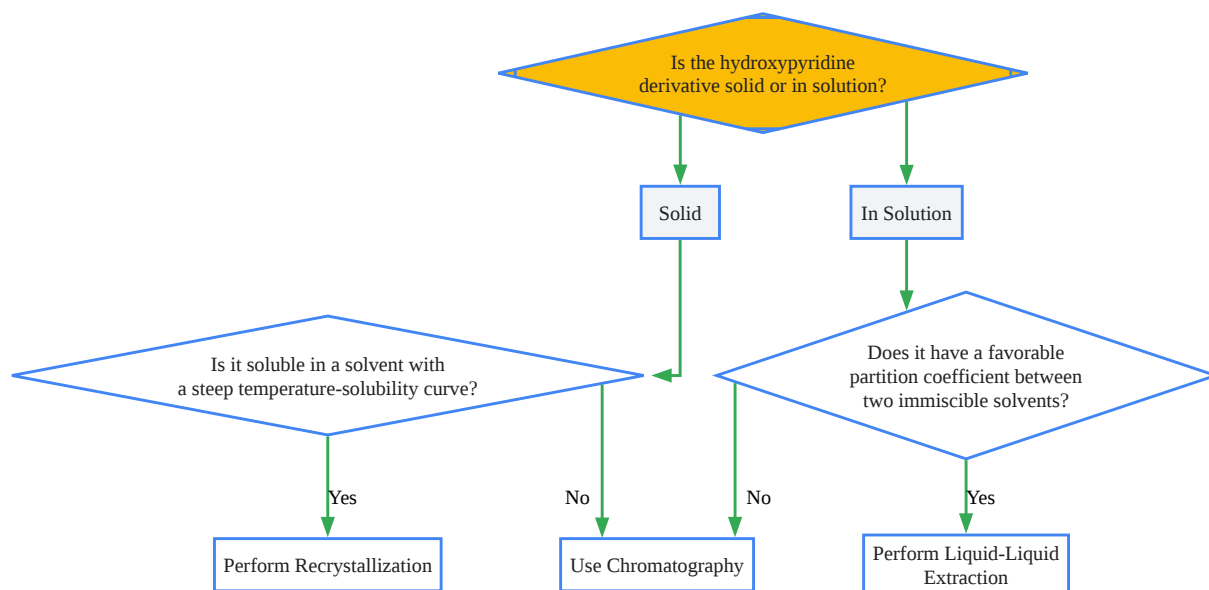 Is the hydroxypyridine
derivative solid or in solution?
Solid
In Solution
Is it soluble in a solvent with
a steep temperature-solubility curve?
Does it have a favorable
partition coefficient between
two immiscible solvents?
Yes
No
No
Yes
Perform Recrystallization
Use Chromatography
Perform Liquid-Liquid
Extraction